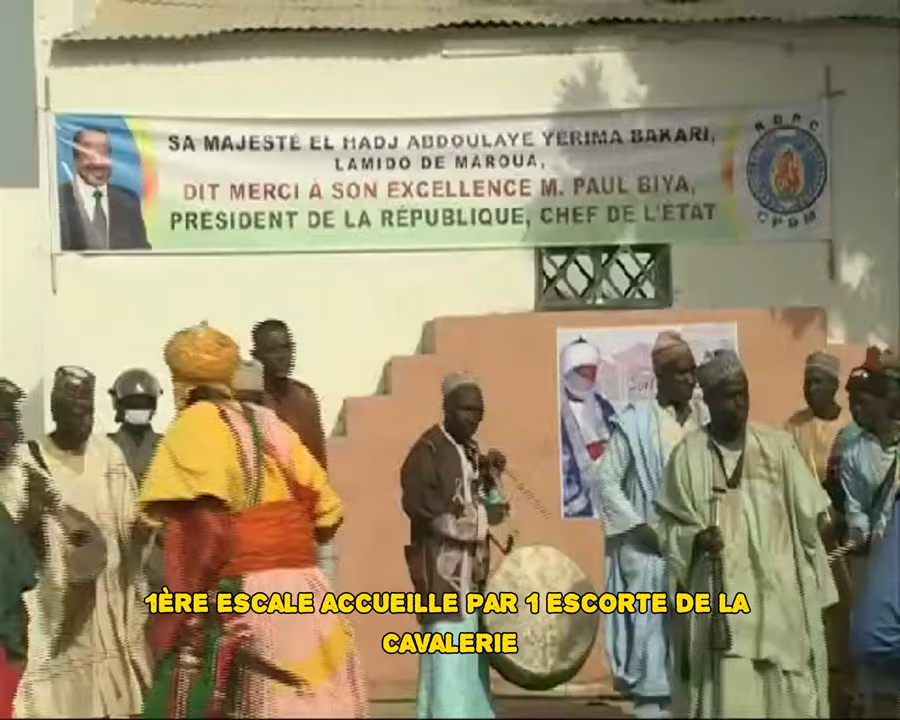 SA MAJESTÉ EL HADJ ABDOULAYE YERIMA BAKARI,
LAMIDO DE MAROUA,
DIT MERCI À SON EXCELLENCE M. PAUL BIYA,
PRÉSIDENT DE LA RÉPUBLIQUE, CHEF DE L'ÉTAT
RDPC
CPDM
1ÈRE ESCALE ACCUEILLE PAR 1 ESCORTE DE LA
CAVALERIE